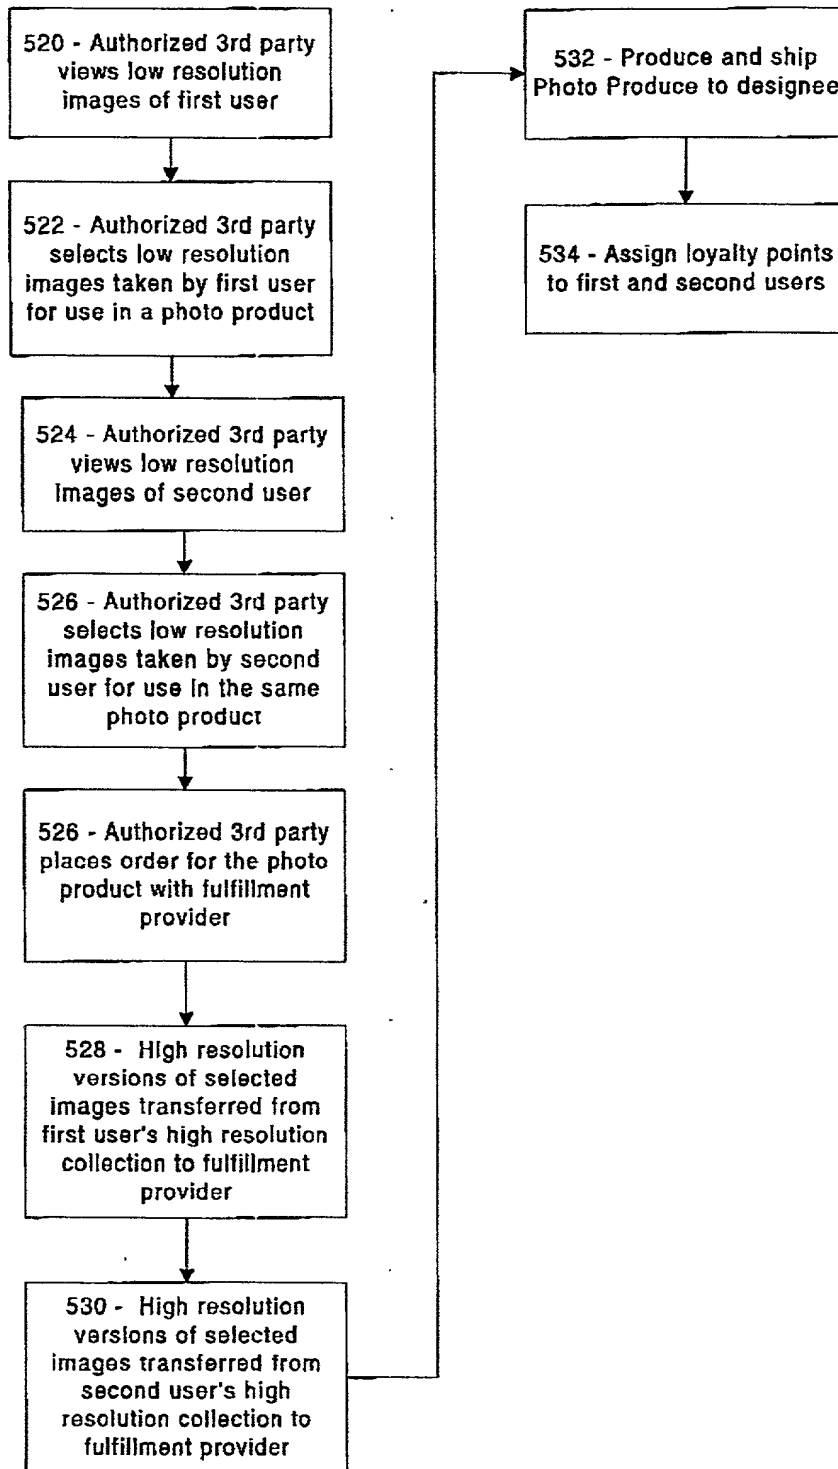 520 - Authorized 3rd party
views low resolution
images of first user
522 - Authorized 3rd party
selects low resolution
images taken by first user
for use in a photo product
524 - Authorized 3rd party
views low resolution
images of second user
526 - Authorized 3rd party
selects low resolution
images taken by second
user for use in the same
photo product
526 - Authorized 3rd party
places order for the photo
product with fulfillment
provider
528 - High resolution
versions of selected
images transferred from
first user's high resolution
collection to fulfillment
provider
530 - High resolution
versions of selected
images transferred from
second user's high
resolution collection to
fulfillment provider
532 - Produce and ship
Photo Produce to designee
534 - Assign loyalty points
to first and second users